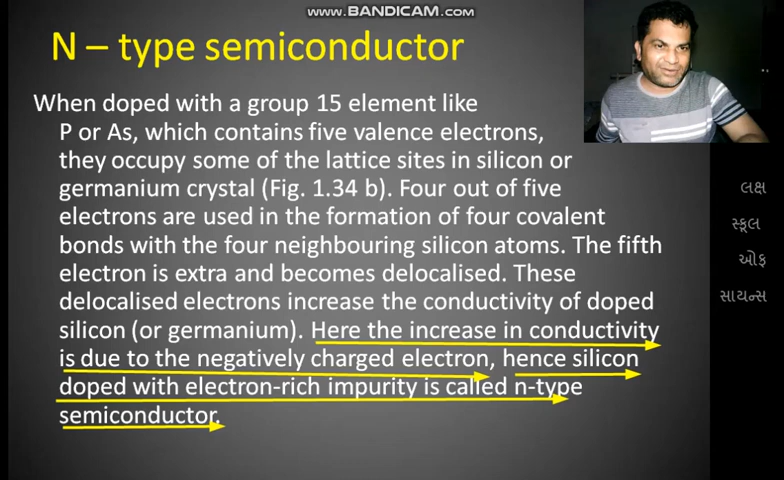 www.BANDICAM.com
N – type semiconductor
When doped with a group 15 element like
P or As, which contains five valence electrons,
they occupy some of the lattice sites in silicon or
germanium crystal (Fig. 1.34 b). Four out of five
electrons are used in the formation of four covalent
bonds with the four neighbouring silicon atoms. The fifth
electron is extra and becomes delocalised. These
delocalised electrons increase the conductivity of doped
silicon (or germanium). Here the increase in conductivity
is due to the negatively charged electron, hence silicon
doped with electron-rich impurity is called n-type
semiconductor.
લક્ષ
સ્કૂલ
ઓફ
સાયન્સ